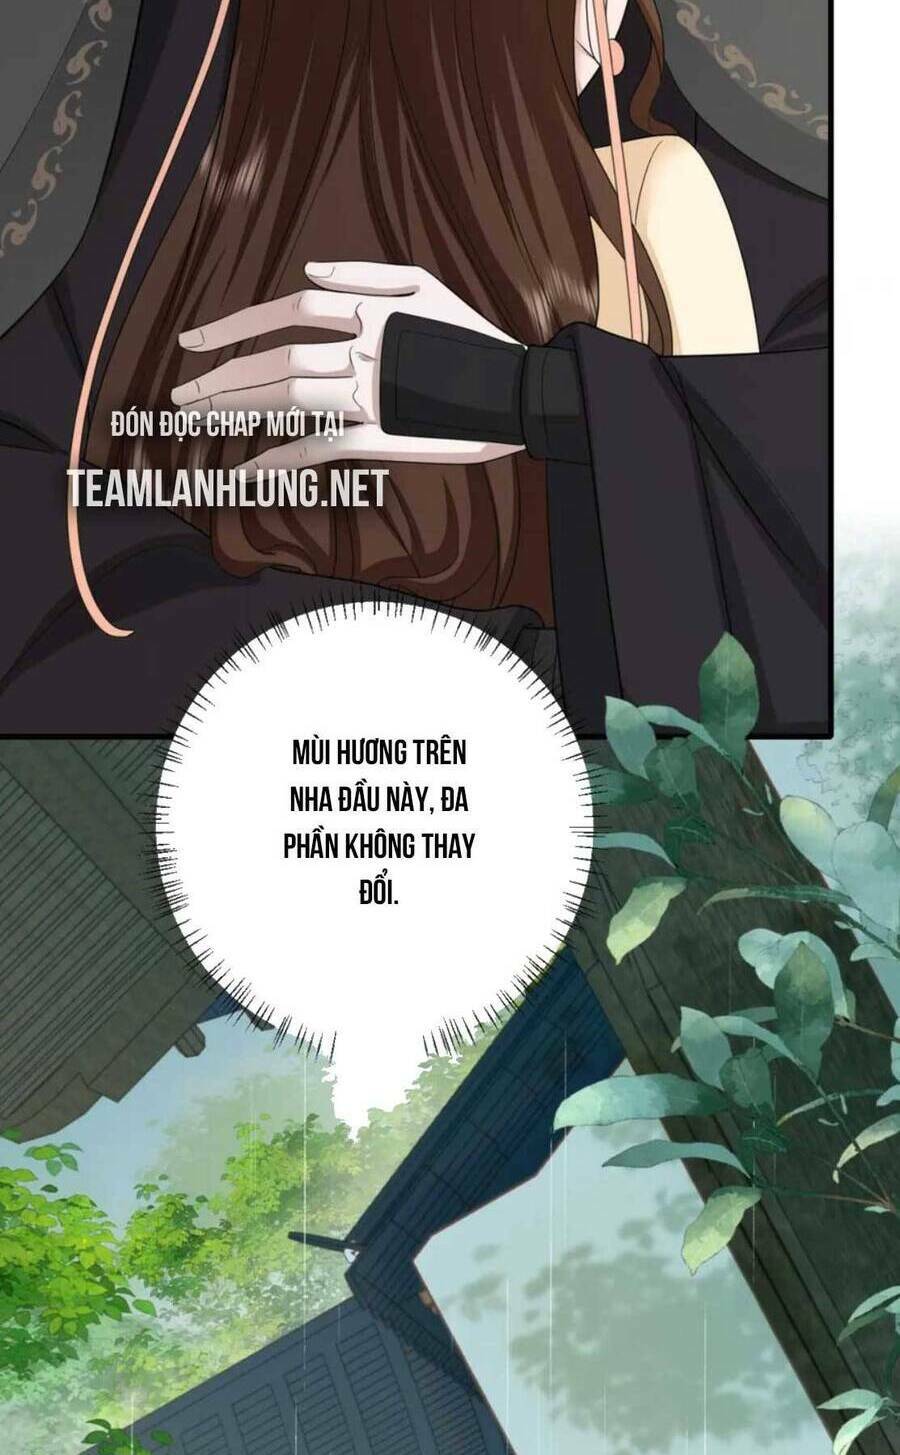 ĐÓN ĐỌC CHAP MỚI TẠI
TEAMLANHLUNG.NET
MÙI HƯƠNG TRÊN
NHA ĐẦU NÀY, ĐA
PHẦN KHÔNG THAY
ĐỔI.